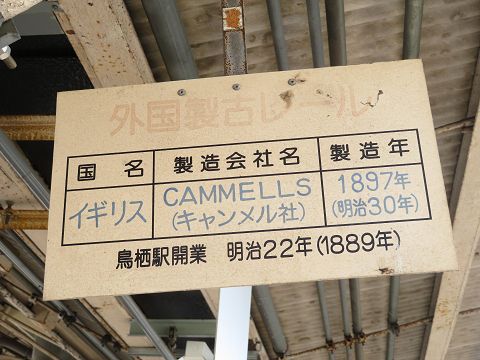 外国製古レール
国名 製造会社名 製造年
イギリス CAMMELLS (キャンメル社) 1897年 (明治30年)
鳥栖駅開業 明治22年(1889年)